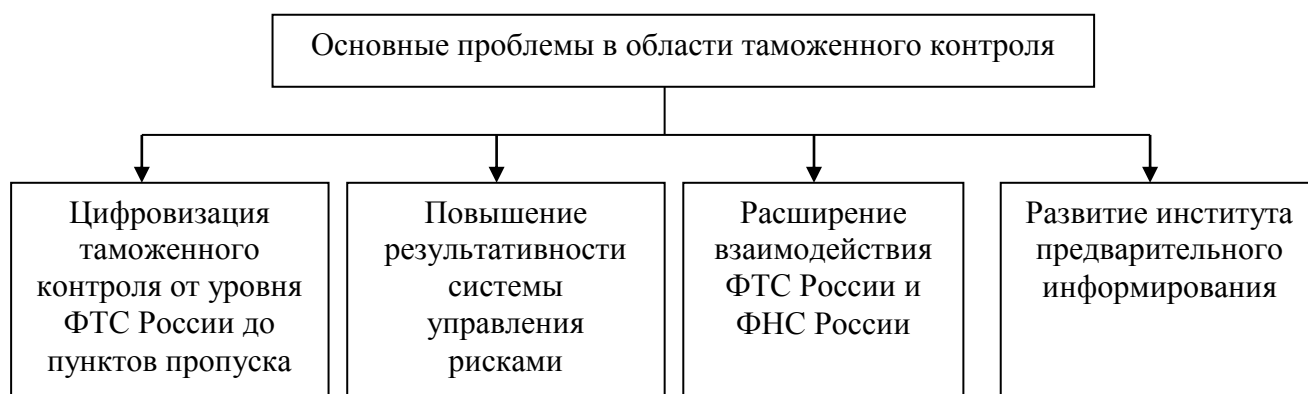 Основные проблемы в области таможенного контроля
Цифровизация
таможенного
контроля от уровня
ФТС России до
пунктов пропуска
Повышение
результативности
системы
управления
рисками
Расширение
взаимодействия
ФТС России и
ФНС России
Развитие института
предварительного
информирования